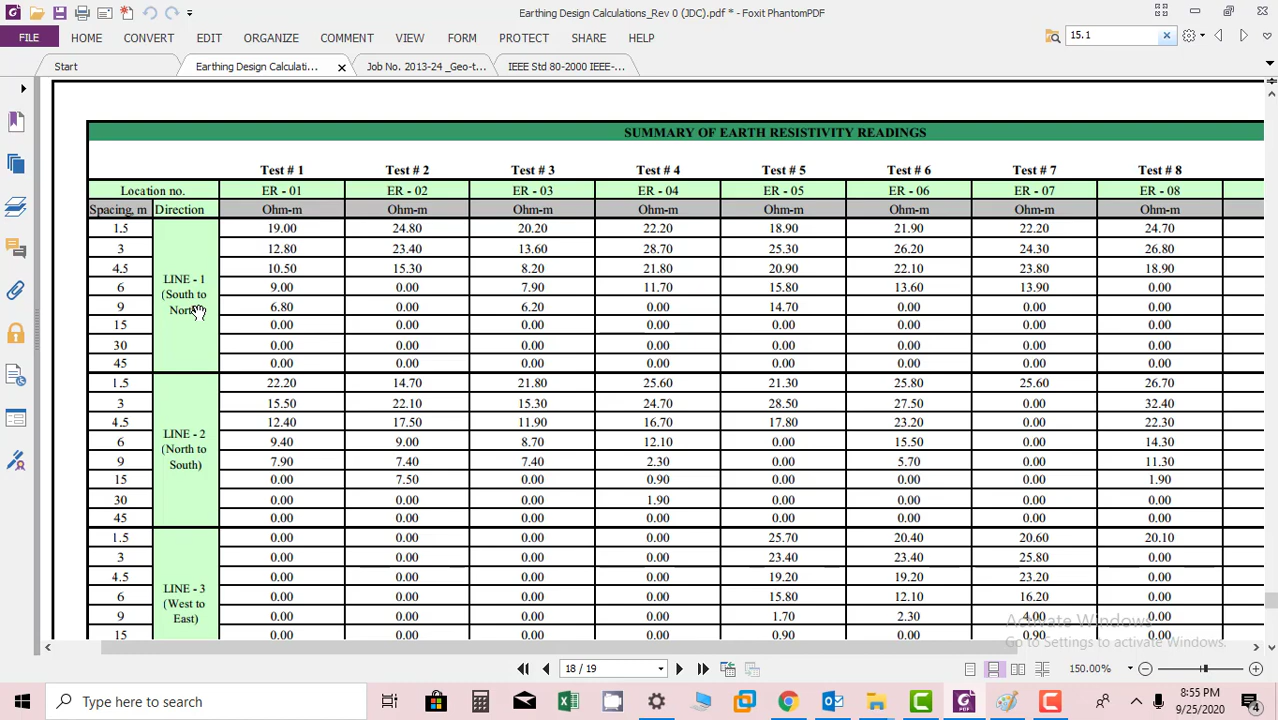 Earthing Design Calculations_Rev 0 (JDC).pdf * - Foxit PhantomPDF
FILE HOME CONVERT EDIT ORGANIZE COMMENT VIEW FORM PROTECT SHARE HELP 15.1
Start Earthing Design Calculati... Job No. 2013-24 _Geo-t... IEEE Std 80-2000 IEEE-...
SUMMARY OF EARTH RESISTIVITY READINGS
Test # 1 Test # 2 Test # 3 Test # 4 Test # 5 Test # 6 Test # 7 Test # 8
Location no. ER - 01 ER - 02 ER - 03 ER - 04 ER - 05 ER - 06 ER - 07 ER - 08
Spacing, m Direction Ohm-m Ohm-m Ohm-m Ohm-m Ohm-m Ohm-m Ohm-m Ohm-m
1.5 19.00 24.80 20.20 22.20 18.90 21.90 22.20 24.70
3 12.80 23.40 13.60 28.70 25.30 26.20 24.30 26.80
4.5 10.50 15.30 8.20 21.80 20.90 22.10 23.80 18.90
LINE - 1
6 9.00 0.00 7.90 11.70 15.80 13.60 13.90 0.00
(South to
9 6.80 0.00 6.20 0.00 14.70 0.00 0.00 0.00
15 0.00 0.00 0.00 0.00 0.00 0.00 0.00 0.00
30 0.00 0.00 0.00 0.00 0.00 0.00 0.00 0.00
45 0.00 0.00 0.00 0.00 0.00 0.00 0.00 0.00
1.5 22.20 14.70 21.80 25.60 21.30 25.80 25.60 26.70
3 15.50 22.10 15.30 24.70 28.50 27.50 0.00 32.40
4.5 12.40 17.50 11.90 16.70 17.80 23.20 0.00 22.30
LINE - 2
6 9.40 9.00 8.70 12.10 0.00 15.50 0.00 14.30
(North to
9 7.90 7.40 7.40 2.30 0.00 5.70 0.00 11.30
South)
15 0.00 7.50 0.00 0.90 0.00 0.00 0.00 1.90
30 0.00 0.00 0.00 1.90 0.00 0.00 0.00 0.00
45 0.00 0.00 0.00 0.00 0.00 0.00 0.00 0.00
1.5 0.00 0.00 0.00 0.00 25.70 20.40 20.60 20.10
3 0.00 0.00 0.00 0.00 23.40 23.40 25.80 0.00
4.5 0.00 0.00 0.00 0.00 19.20 19.20 23.20 0.00
LINE - 3
6 0.00 0.00 0.00 0.00 15.80 12.10 16.20 0.00
(West to
9 0.00 0.00 0.00 0.00 1.70 2.30 4.00 0.00
East)
15 0.00 0.00 0.00 0.00 0.90 0.00 0.90 0.00
Activate Windows
Go to Settings to activate Windows.
18 / 19 150.00%
Type here to search
8:55 PM
9/25/2020
4